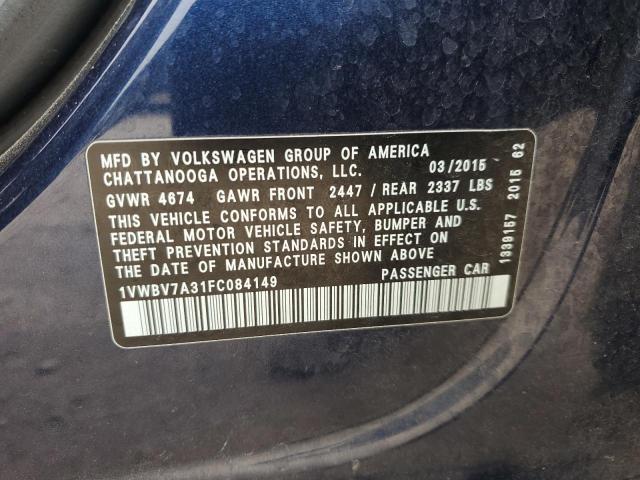 MFD BY VOLKSWAGEN GROUP OF AMERICA
CHATTANOOGA OPERATIONS, LLC. 03/2015
GVWR 4674 GAWR FRONT 2447 / REAR 2337 LBS
THIS VEHICLE CONFORMS TO ALL APPLICABLE U.S.
FEDERAL MOTOR VEHICLE SAFETY, BUMPER AND
THEFT PREVENTION STANDARDS IN EFFECT ON
THE DATE OF MANUFACTURE SHOWN ABOVE
1VWBV7A31FC084149 PASSENGER CAR
1339157 2015 62